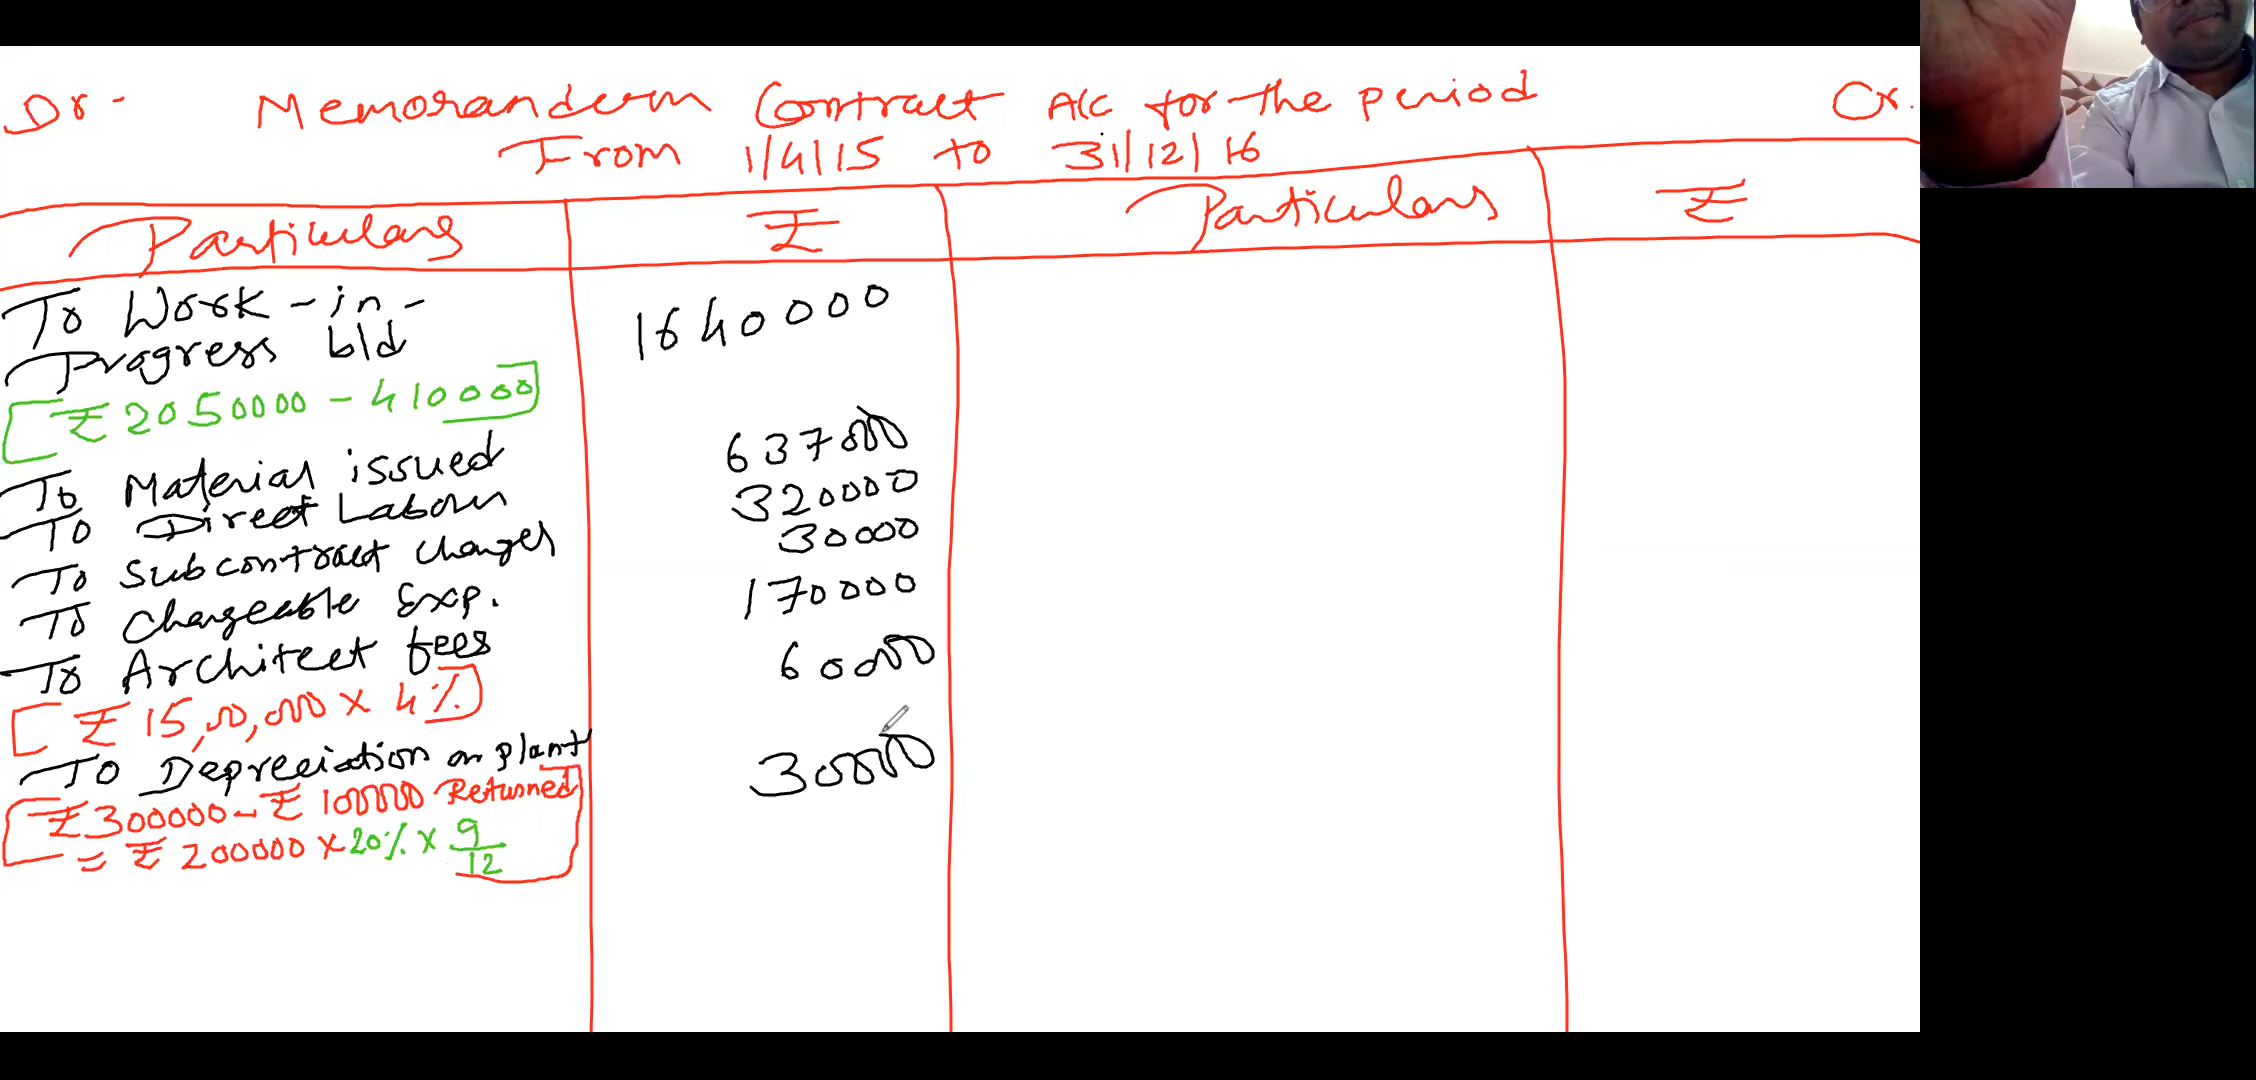 Dr- Memorandum Contract A/c for the period Cr.
From 1/4/15 to 31/12/16
Particulars ₹ Particulars ₹
To Work-in- 1640000
Progress b/d
[₹ 2050000 - 410000]
To Material issued 637000
To Direct Labour 320000
To Subcontract charges 30000
To Chargeable Exp. 170000
To Architect fees 60000
[₹ 15,00,000 x 4%]
To Depreciation on plant 30000
[₹300000 - ₹ 100000 Returned
= ₹ 200000 x 20% x 9/12]